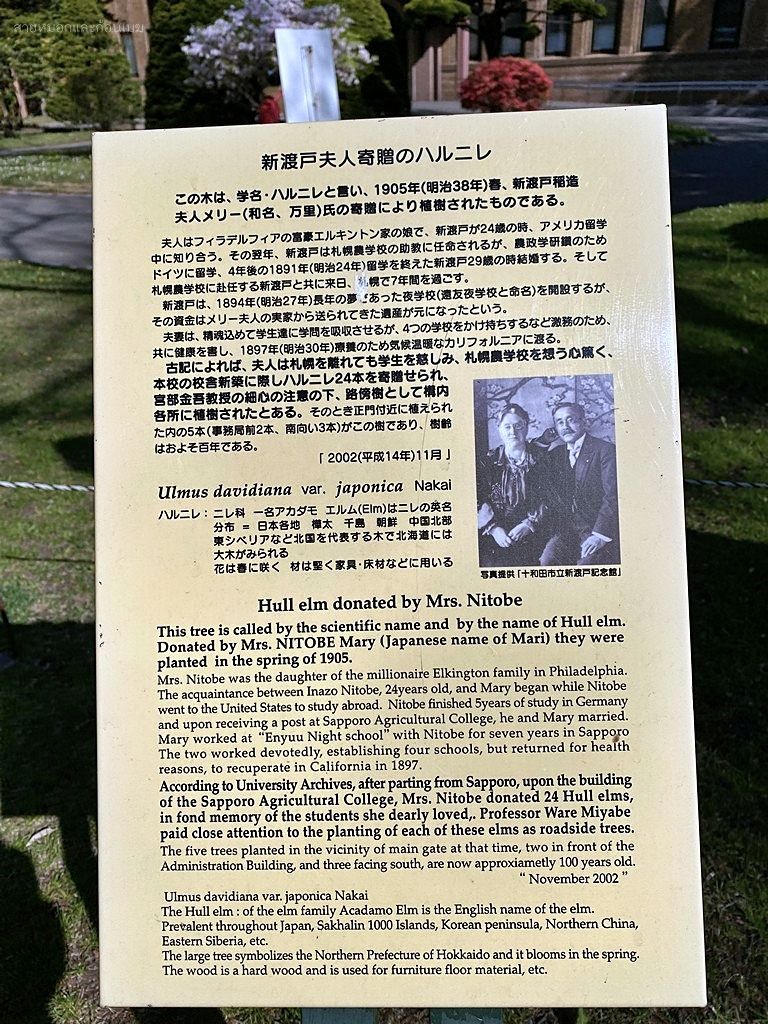 สายหมอกและก้อนเมฆ
新渡戸夫人寄贈のハルニレ
この木は、学名・ハルニレと言い、1905年(明治38年)春、新渡戸稲造
夫人メリー(和名、万里)氏の寄贈により植樹されたものである。
夫人はフィラデルフィアの富豪エルキントン家の娘で、新渡戸が24歳の時、アメリカ留学
中に知り合う。その翌年、新渡戸は札幌農学校の助教に任命されるが、農政学研鑽のため
ドイツに留学、4年後の1891年(明治24年)留学を終えた新渡戸29歳の時結婚する。そして
札幌農学校に赴任する新渡戸と共に来日、札幌で7年間を過ごす。
新渡戸は、1894年(明治27年)長年の夢であった夜学校(遠友夜学校と命名)を開設するが、
その資金はメリー夫人の実家から送られてきた遺産が元になったという。
夫妻は、精魂込めて学生達に学問を吸収させるが、4つの学校をかけ持ちするなど激務のため、
共に健康を害し、1897年(明治30年)療養のため気候温暖なカリフォルニアに渡る。
古記によれば、夫人は札幌を離れても学生を慈しみ、札幌農学校を想う心篤く、
本校の校舎新築に際しハルニレ24本を寄贈せられ、
宮部金吾教授の細心の注意の下、路傍樹として構内
各所に植樹されたとある。そのとき正門付近に植えられ
た内の5本(事務局前2本、南向い3本)がこの樹であり、樹齢
はおよそ百年である。
「 2002(平成14年)11月 」
Ulmus davidiana var. japonica Nakai
ハルニレ : ニレ科 一名アカダモ エルム(Elm)はニレの英名
分布 = 日本各地 樺太 千島 朝鮮 中国北部
東シベリアなど北国を代表する木で北海道には
大木がみられる
花は春に咲く 材は堅く家具・床材などに用いる
写真提供「十和田市立新渡戸記念館」
Hull elm donated by Mrs. Nitobe
This tree is called by the scientific name and by the name of Hull elm.
Donated by Mrs. NITOBE Mary (Japanese name of Mari) they were
planted in the spring of 1905.
Mrs. Nitobe was the daughter of the millionaire Elkington family in Philadelphia.
The acquaintance between Inazo Nitobe, 24years old, and Mary began while Nitobe
went to the United States to study abroad. Nitobe finished 5years of study in Germany
and upon receiving a post at Sapporo Agricultural College, he and Mary married.
Mary worked at "Enyuu Night school" with Nitobe for seven years in Sapporo
The two worked devotedly, establishing four schools, but returned for health
reasons, to recuperate in California in 1897.
According to University Archives, after parting from Sapporo, upon the building
of the Sapporo Agricultural College, Mrs. Nitobe donated 24 Hull elms,
in fond memory of the students she dearly loved,. Professor Ware Miyabe
paid close attention to the planting of each of these elms as roadside trees.
The five trees planted in the vicinity of main gate at that time, two in front of the
Administration Building, and three facing south, are now approxiametly 100 years old.
" November 2002 "
Ulmus davidiana var. japonica Nakai
The Hull elm : of the elm family Acadamo Elm is the English name of the elm.
Prevalent throughout Japan, Sakhalin 1000 Islands, Korean peninsula, Northern China,
Eastern Siberia, etc.
The large tree symbolizes the Northern Prefecture of Hokkaido and it blooms in the spring.
The wood is a hard wood and is used for furniture floor material, etc.